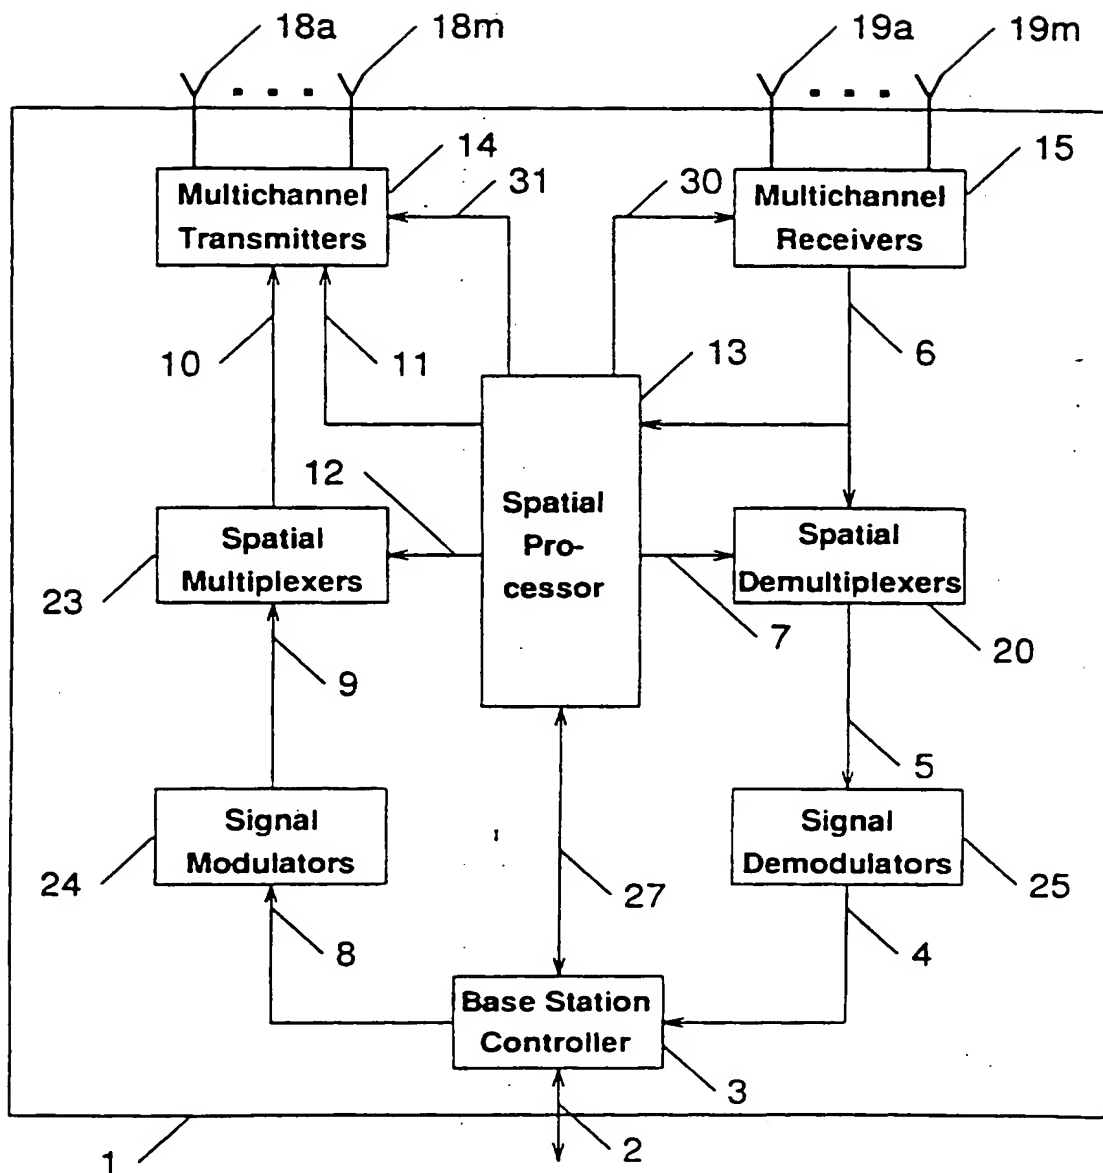 18a
18m
19a
19m
14
31
30
15
Multichannel
Transmitters
Multichannel
Receivers
10
11
13
6
12
Spatial
Pro-
cessor
Spatial
Multiplexers
Spatial
Demultiplexers
23
7
20
9
5
Signal
Modulators
Signal
Demodulators
24
27
25
8
4
Base Station
Controller
3
1
2